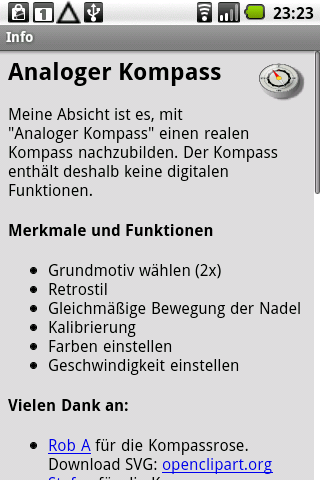 23:23
Info
Analoger Kompass
Meine Absicht ist es, mit
"Analoger Kompass" einen realen
Kompass nachzubilden. Der Kompass
enthält deshalb keine digitalen
Funktionen.
Merkmale und Funktionen
Grundmotiv wählen (2x)
Retrostil
Gleichmäßige Bewegung der Nadel
Kalibrierung
Farben einstellen
Geschwindigkeit einstellen
Vielen Dank an:
Rob A für die Kompassrose.
Download SVG: openclipart.org